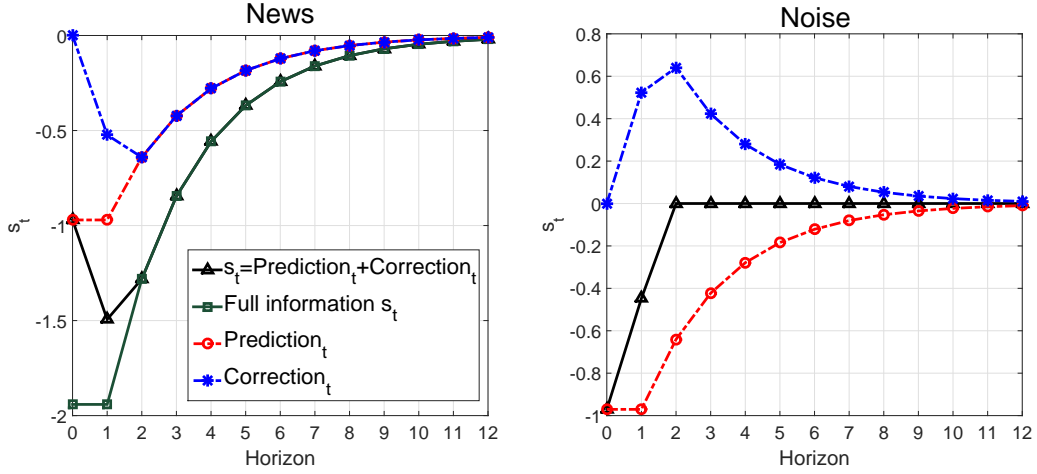 News
0
-0.5
-1
-1.5
-2
s_t
0 1 2 3 4 5 6 7 8 9 10 11 12
Horizon
s_t=Prediction_t+Correction_t
Full information s_t
Prediction_t
Correction_t
Noise
0.8
0.6
0.4
0.2
0
-0.2
-0.4
-0.6
-0.8
-1
s_t
0 1 2 3 4 5 6 7 8 9 10 11 12
Horizon